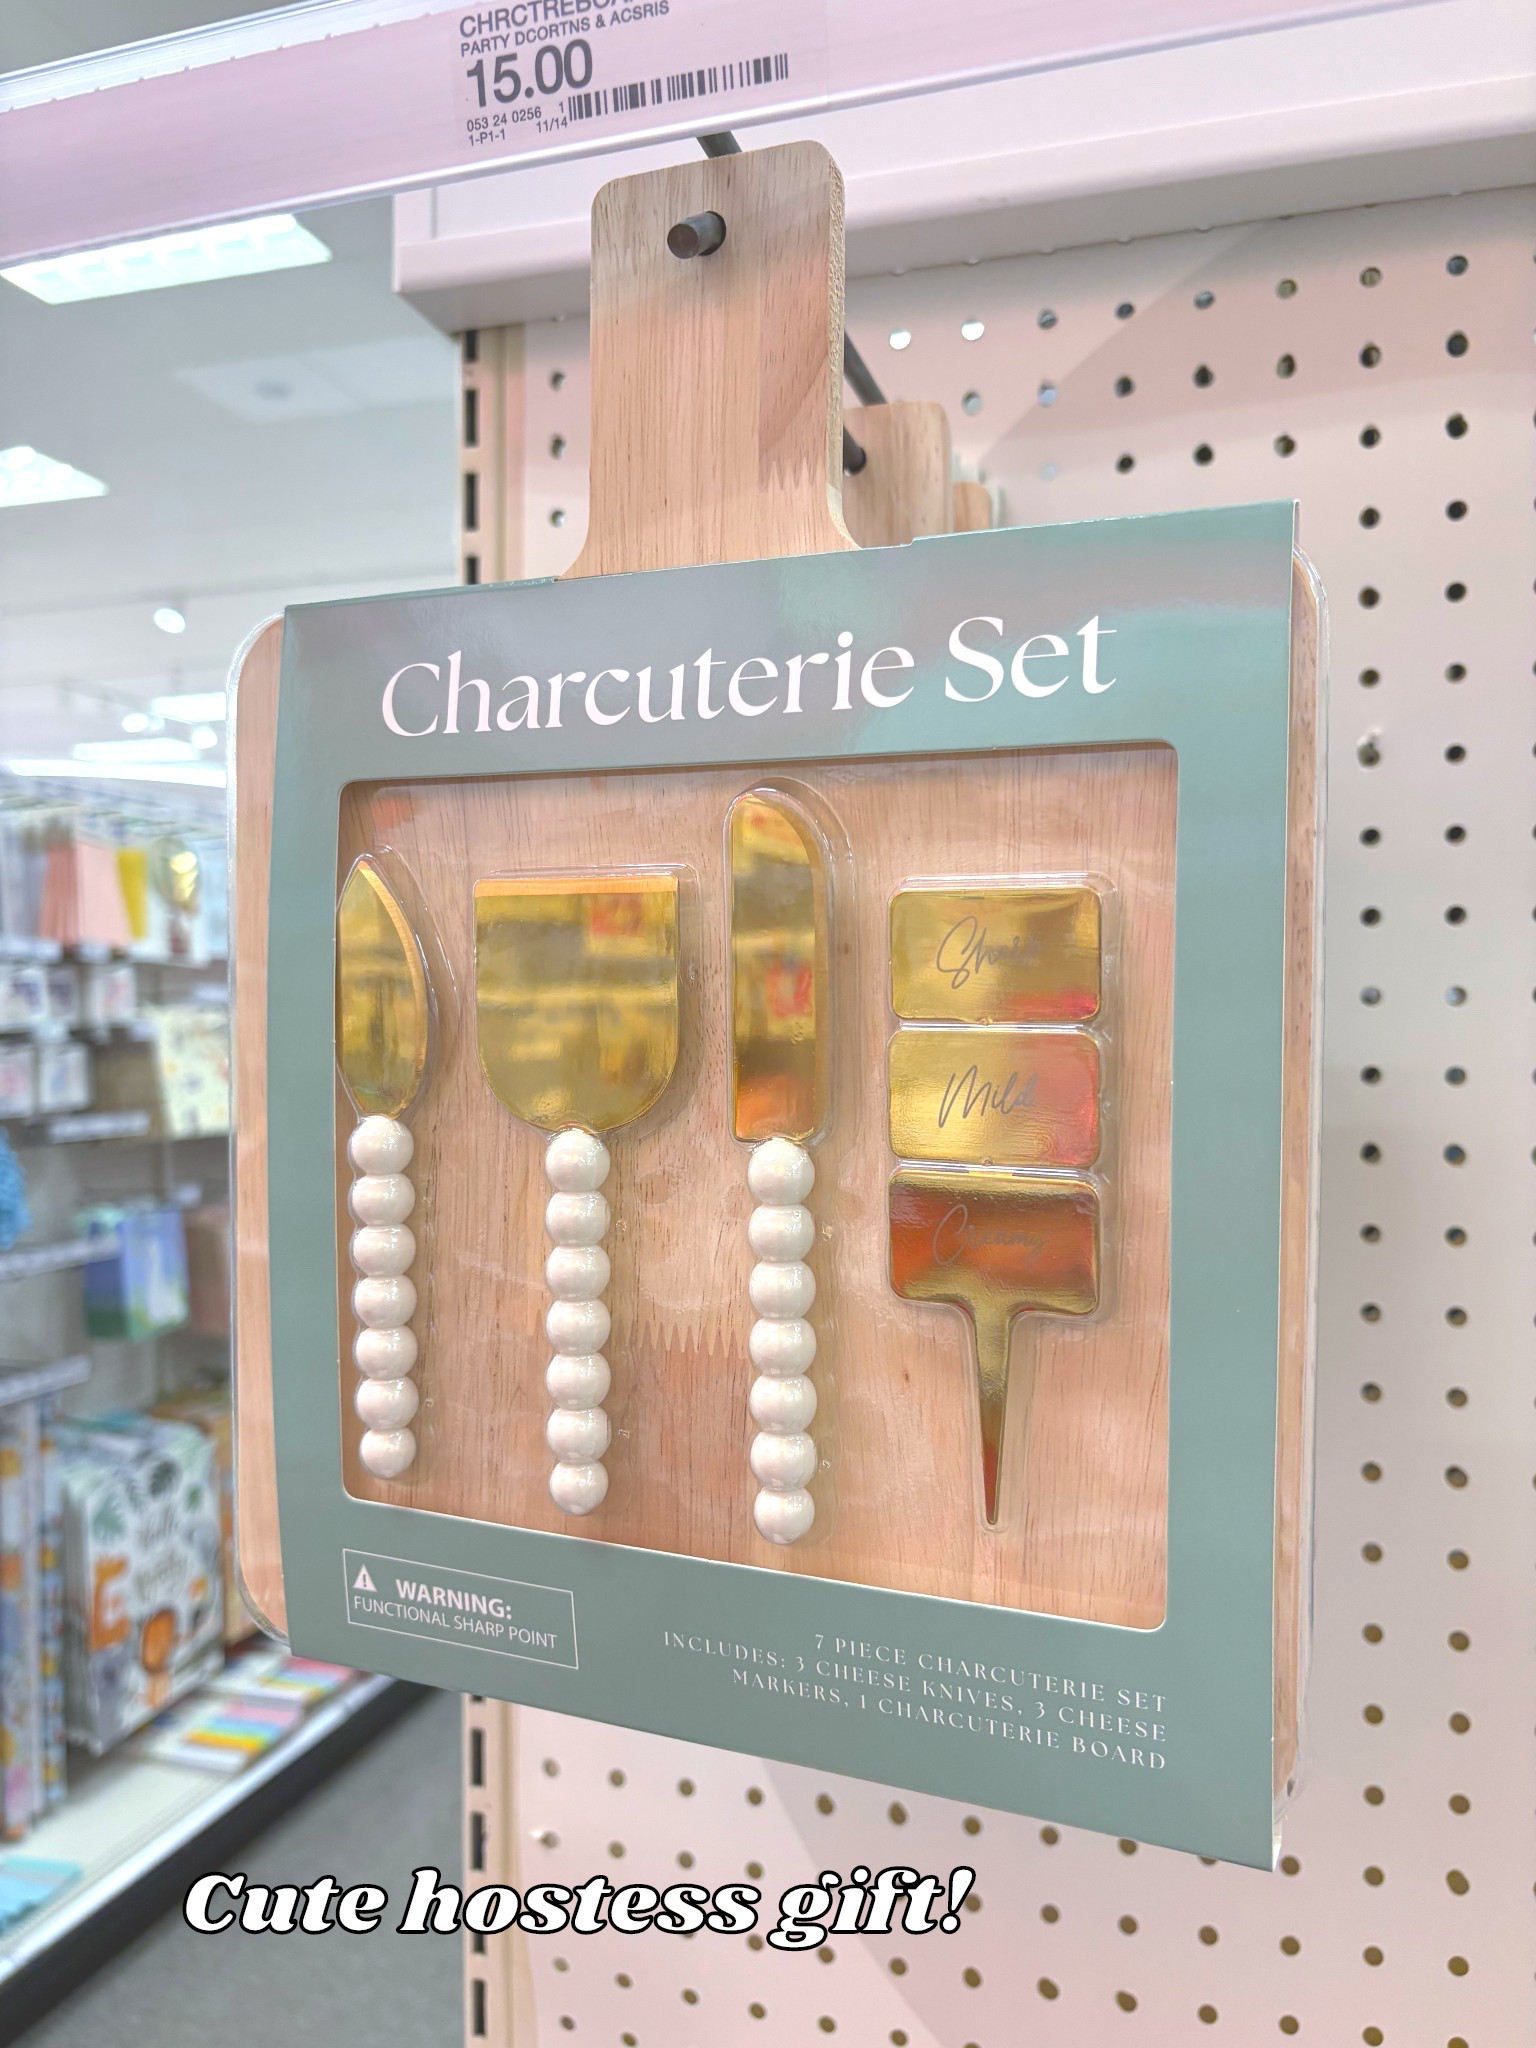 PARTY DCORTNS & ACSRIS
15.00
053 24 0256 1
1-P1-1 11/14
Charcuterie Set
Mild
Creamy
WARNING:
FUNCTIONAL SHARP POINT
7 PIECE CHARCUTERIE SET
INCLUDES: 3 CHEESE KNIVES, 3 CHEESE
MARKERS, 1 CHARCUTERIE BOARD
Cute hostess gift!